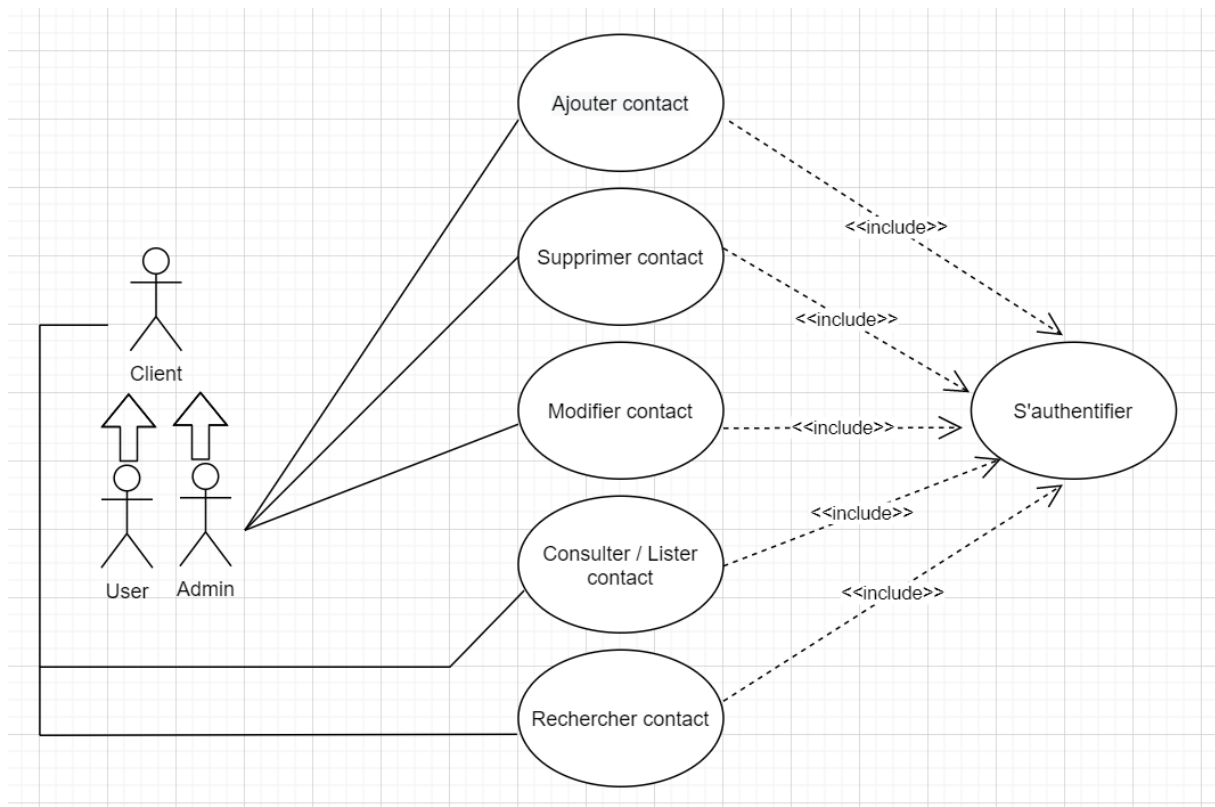 Ajouter contact
<<include>>
Supprimer contact
<<include>>
Client
Modifier contact
<<include>>
S'authentifier
<<include>>
Consulter / Lister
contact
User
Admin
<<include>>
Rechercher contact